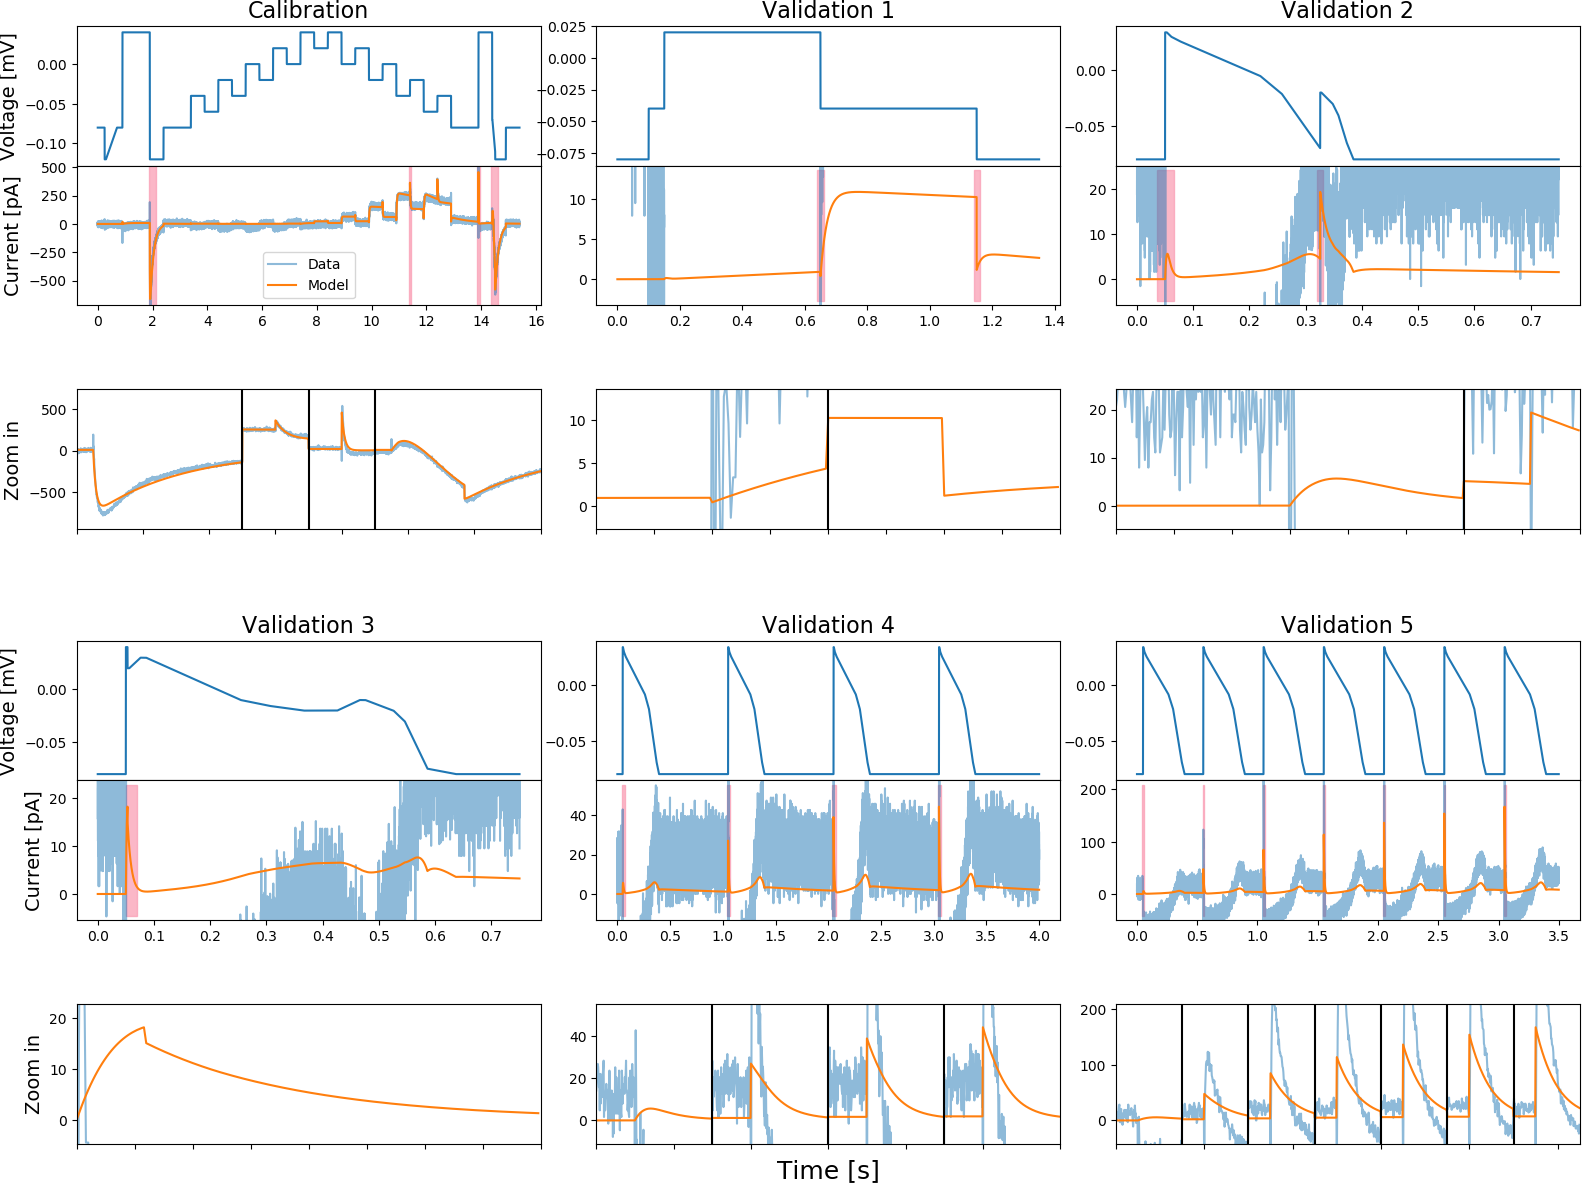 Calibration
Validation 1
Validation 2
Voltage [mV]
0.00
−0.05
−0.10
0.025
0.000
−0.025
−0.050
−0.075
0.00
−0.05
Current [pA]
500
250
0
−250
−500
Data
Model
10
5
0
20
10
0
0 2 4 6 8 10 12 14 16
0.0 0.2 0.4 0.6 0.8 1.0 1.2 1.4
0.0 0.1 0.2 0.3 0.4 0.5 0.6 0.7
Zoom in
500
0
−500
10
5
0
20
10
0
Validation 3
Validation 4
Validation 5
Voltage [mV]
0.00
−0.05
0.00
−0.05
0.00
−0.05
Current [pA]
20
10
0
40
20
0
200
100
0
0.0 0.1 0.2 0.3 0.4 0.5 0.6 0.7
0.0 0.5 1.0 1.5 2.0 2.5 3.0 3.5 4.0
0.0 0.5 1.0 1.5 2.0 2.5 3.0 3.5
Zoom in
20
10
0
40
20
0
200
100
0
Time [s]